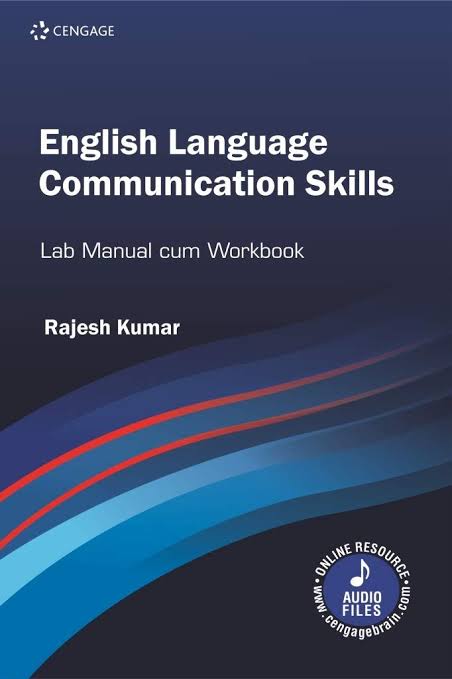 CENGAGE
English Language
Communication Skills
Lab Manual cum Workbook
Rajesh Kumar
• ONLINE RESOURCE •
AUDIO
FILES
www.cengagebrain.com